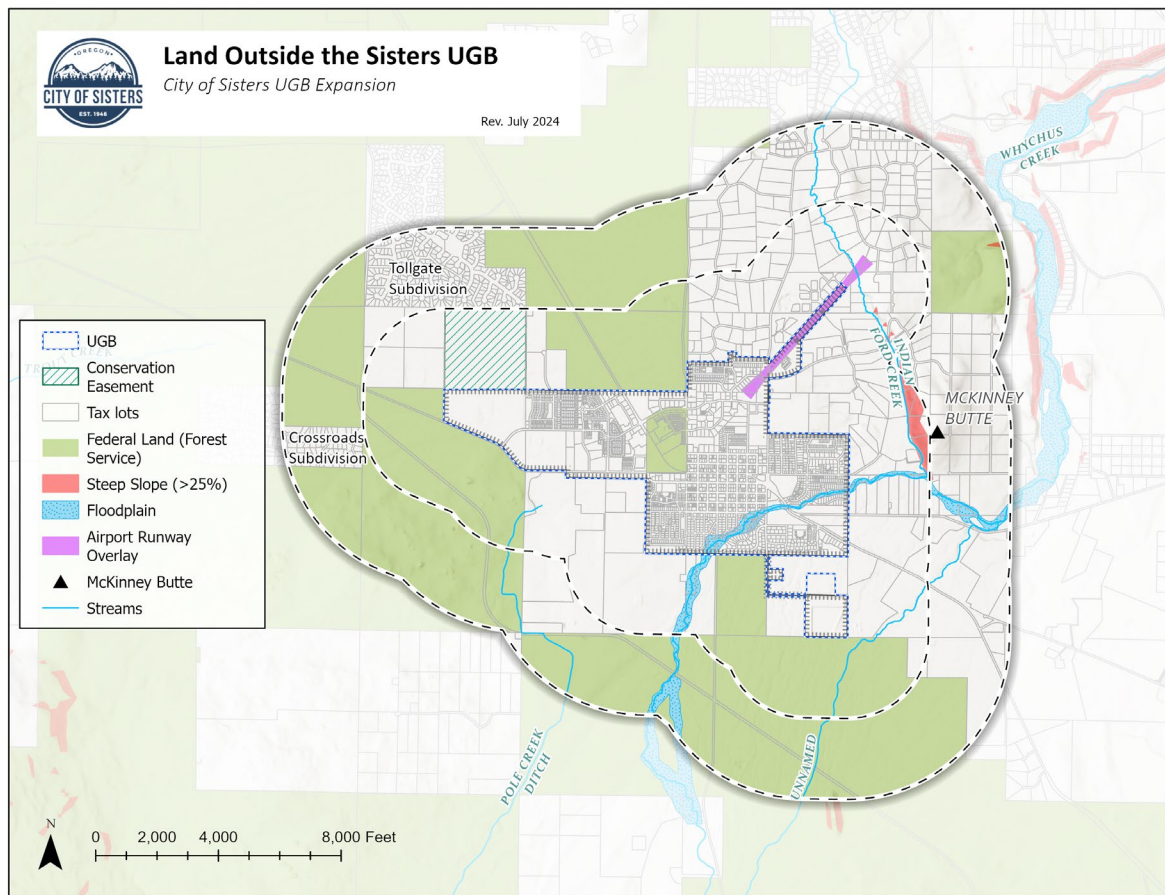 Land Outside the Sisters UGB
City of Sisters UGB Expansion
Rev. July 2024
OREGON
CITY OF SISTERS
EST. 1946
WHYCHUS
CREEK
Tollgate
Subdivision
INDIAN
FORD CREEK
MCKINNEY
BUTTE
TROUT CREEK
Crossroads
Subdivision
UGB
Conservation
Easement
Tax lots
Federal Land (Forest
Service)
Steep Slope (>25%)
Floodplain
Airport Runway
Overlay
McKinney Butte
Streams
POLE CREEK
DITCH
UNNAMED
N
0 2,000 4,000 8,000 Feet